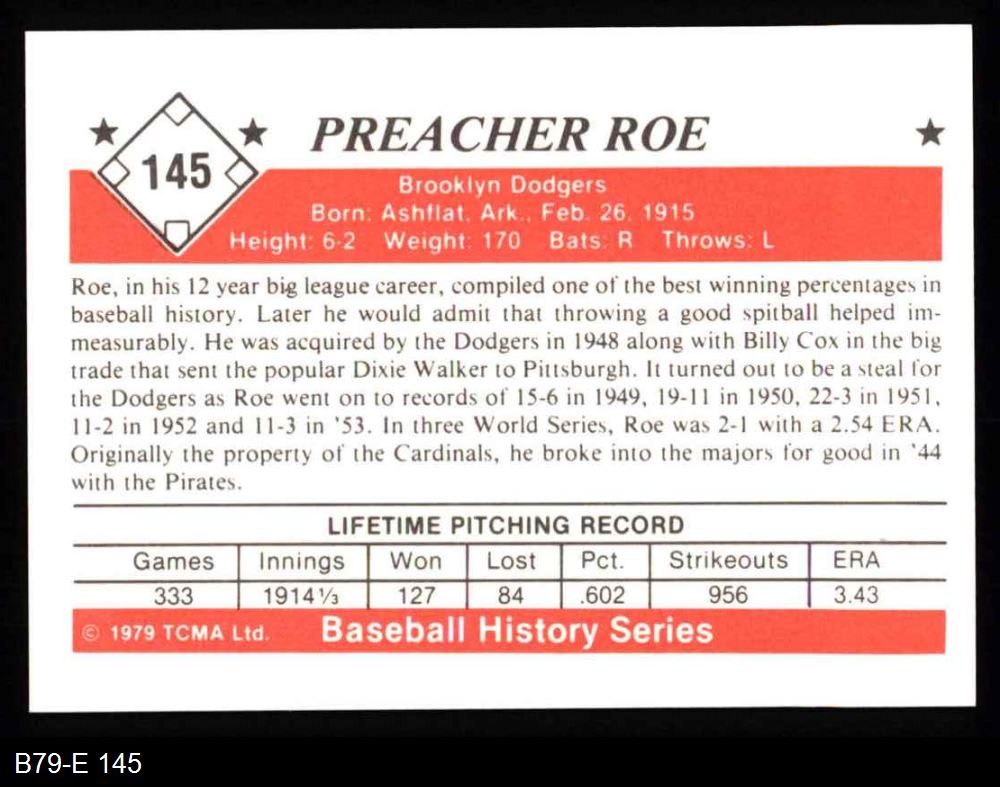 145
PREACHER ROE
Brooklyn Dodgers
Born: Ashflat, Ark., Feb. 26, 1915
Height: 6-2 Weight: 170 Bats: R Throws: L
Roe, in his 12 year big league career, compiled one of the best winning percentages in
baseball history. Later he would admit that throwing a good spitball helped im-
measurably. He was acquired by the Dodgers in 1948 along with Billy Cox in the big
trade that sent the popular Dixie Walker to Pittsburgh. It turned out to be a steal for
the Dodgers as Roe went on to records of 15-6 in 1949, 19-11 in 1950, 22-3 in 1951,
11-2 in 1952 and 11-3 in '53. In three World Series, Roe was 2-1 with a 2.54 ERA.
Originally the property of the Cardinals, he broke into the majors for good in '44
with the Pirates.
LIFETIME PITCHING RECORD
Games Innings Won Lost Pct. Strikeouts ERA
333 1914⅓ 127 84 .602 956 3.43
© 1979 TCMA Ltd. Baseball History Series
B79-E 145